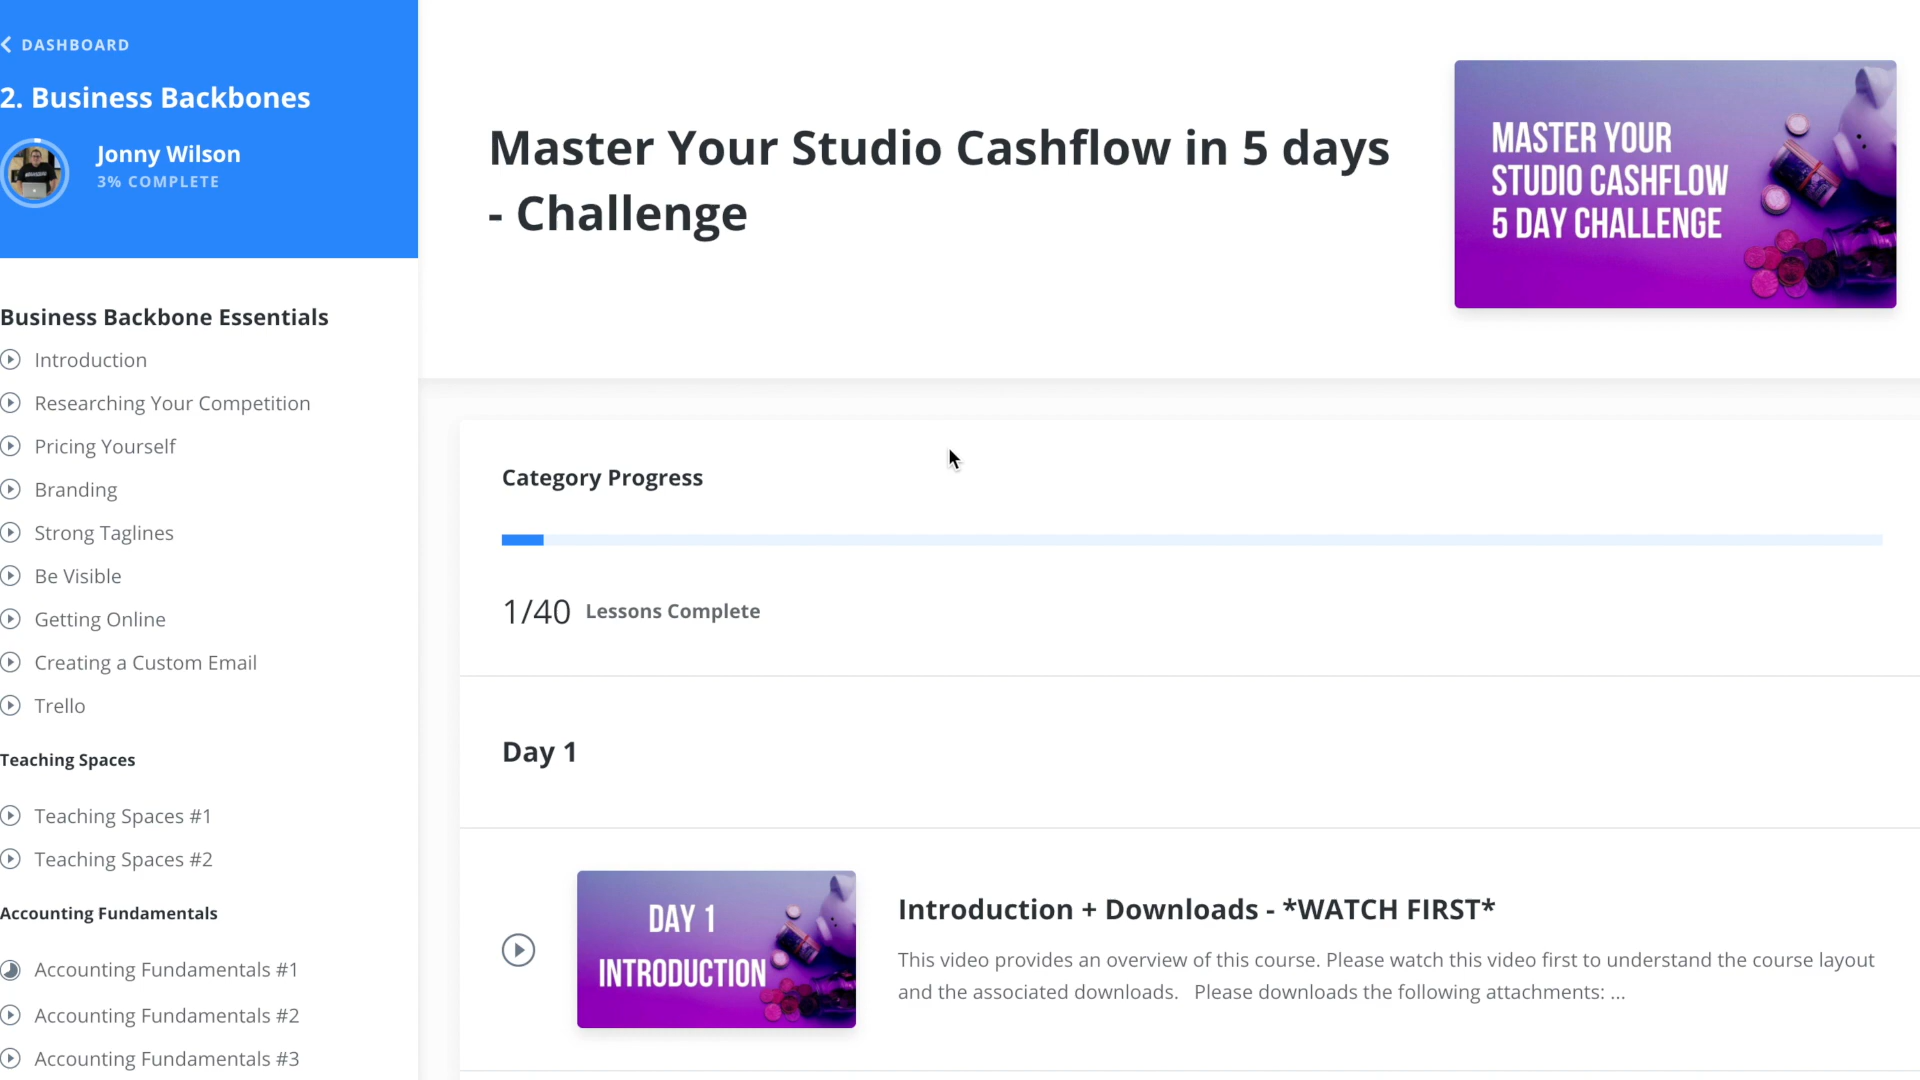 DASHBOARD
2. Business Backbones
Jonny Wilson
3% COMPLETE
Business Backbone Essentials
Introduction
Researching Your Competition
Pricing Yourself
Branding
Strong Taglines
Be Visible
Getting Online
Creating a Custom Email
Trello
Teaching Spaces
Teaching Spaces #1
Teaching Spaces #2
Accounting Fundamentals
Accounting Fundamentals #1
Accounting Fundamentals #2
Accounting Fundamentals #3
Master Your Studio Cashflow in 5 days
- Challenge
MASTER YOUR
STUDIO CASHFLOW
5 DAY CHALLENGE
Category Progress
1/40 Lessons Complete
Day 1
DAY 1
INTRODUCTION
Introduction + Downloads - *WATCH FIRST*
This video provides an overview of this course. Please watch this video first to understand the course layout
and the associated downloads.   Please downloads the following attachments: ...